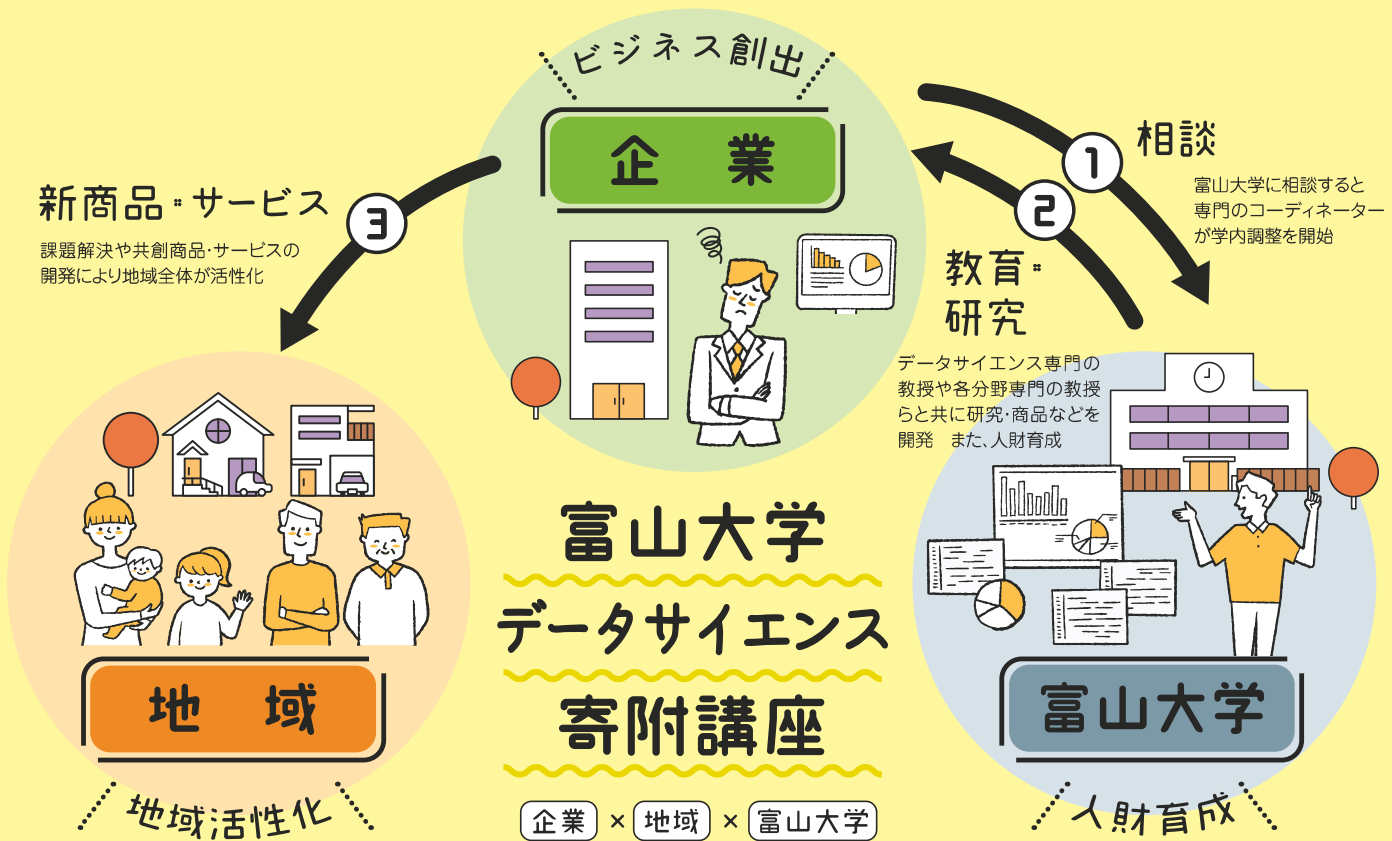 ビジネス創出
企業
1
相談
富山大学に相談すると
専門のコーディネーター
が学内調整を開始
2
教育・
研究
データサイエンス専門の
教授や各分野専門の教授
らと共に研究・商品などを
開発　また、人財育成
3
新商品・サービス
課題解決や共創商品・サービスの
開発により地域全体が活性化
富山大学
データサイエンス
寄附講座
企業 × 地域 × 富山大学
地域
地域活性化
富山大学
人財育成